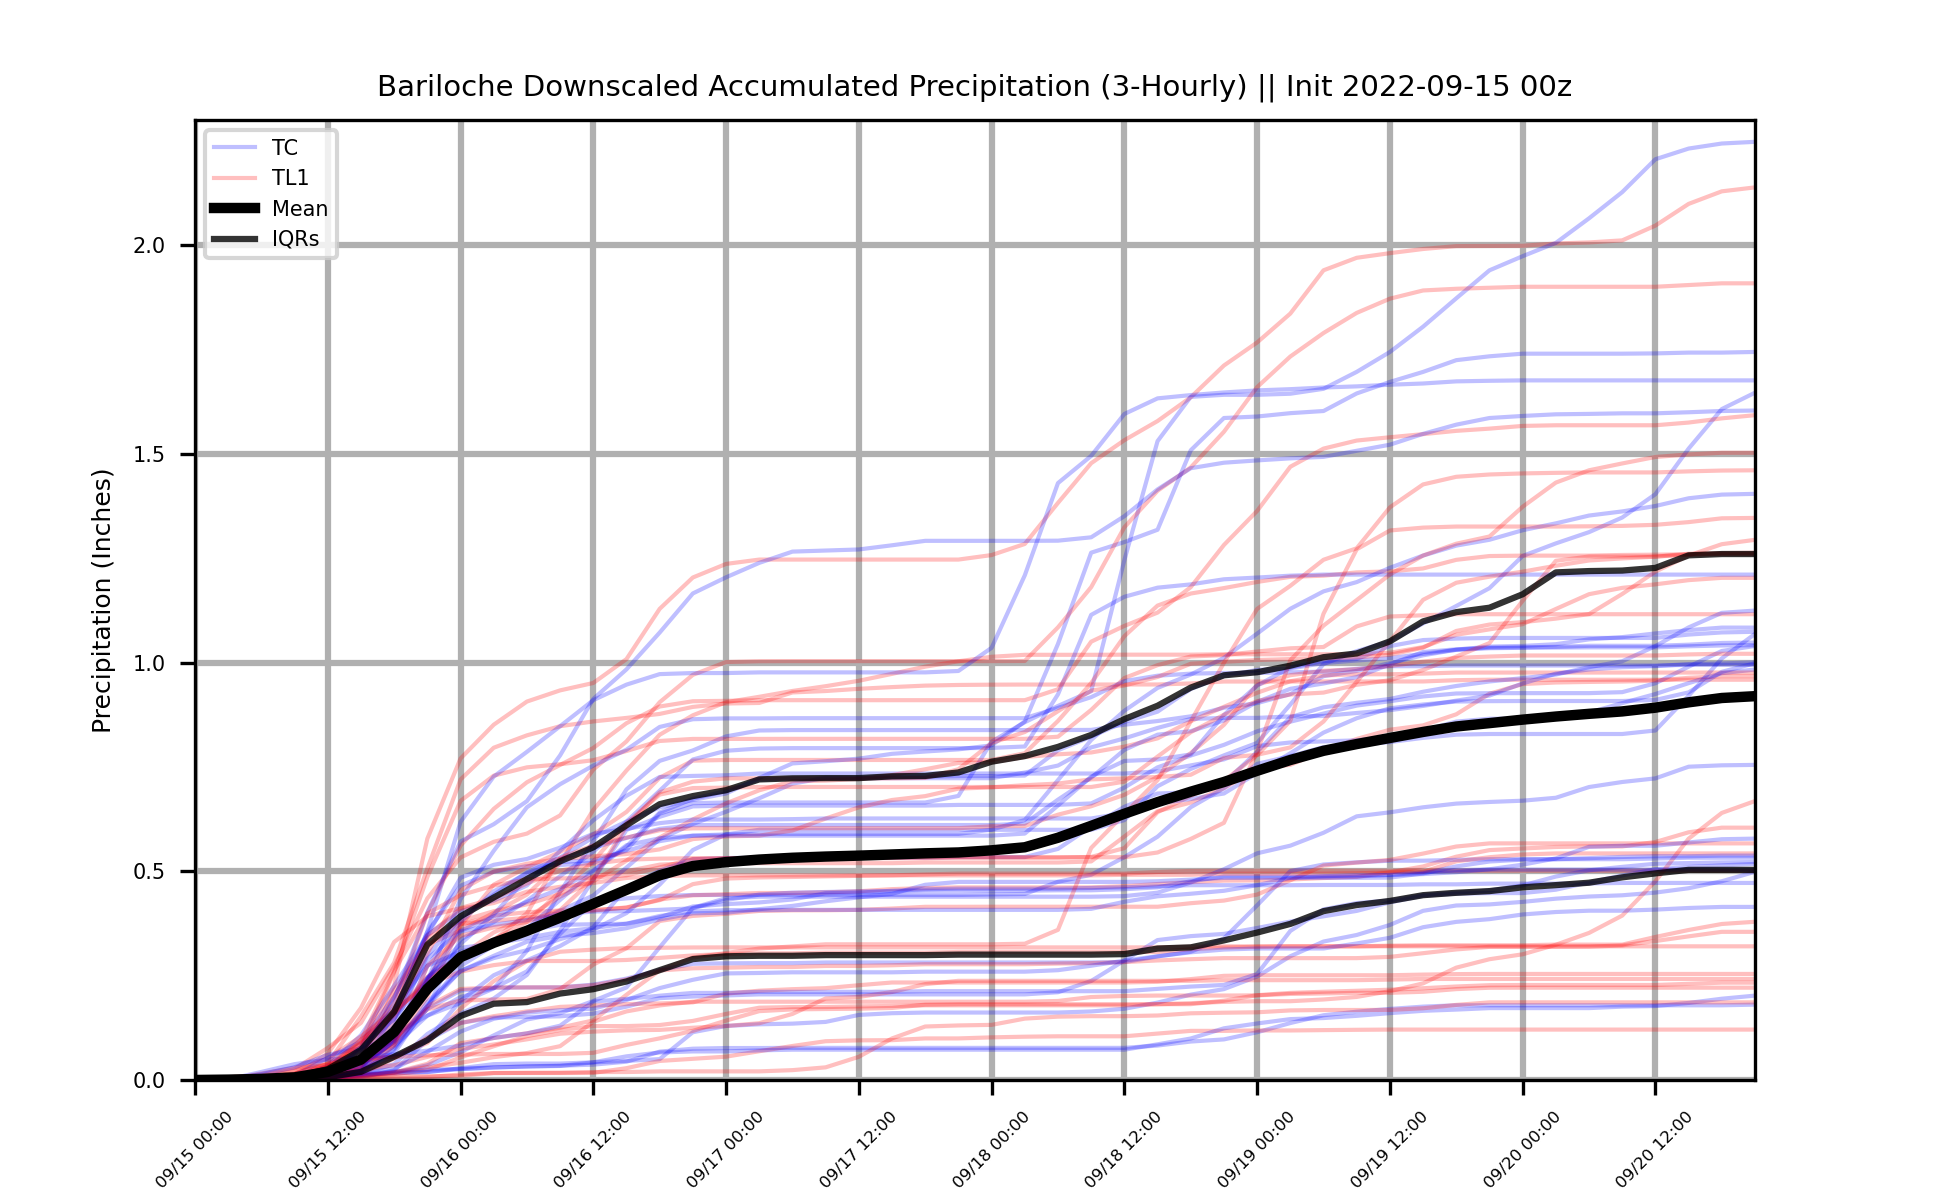 Bariloche Downscaled Accumulated Precipitation (3-Hourly) || Init 2022-09-15 00z
TC
TL1
Mean
IQRs
Precipitation (Inches)
2.0
1.5
1.0
0.5
0.0
09/15 00:00
09/15 12:00
09/16 00:00
09/16 12:00
09/17 00:00
09/17 12:00
09/18 00:00
09/18 12:00
09/19 00:00
09/19 12:00
09/20 00:00
09/20 12:00